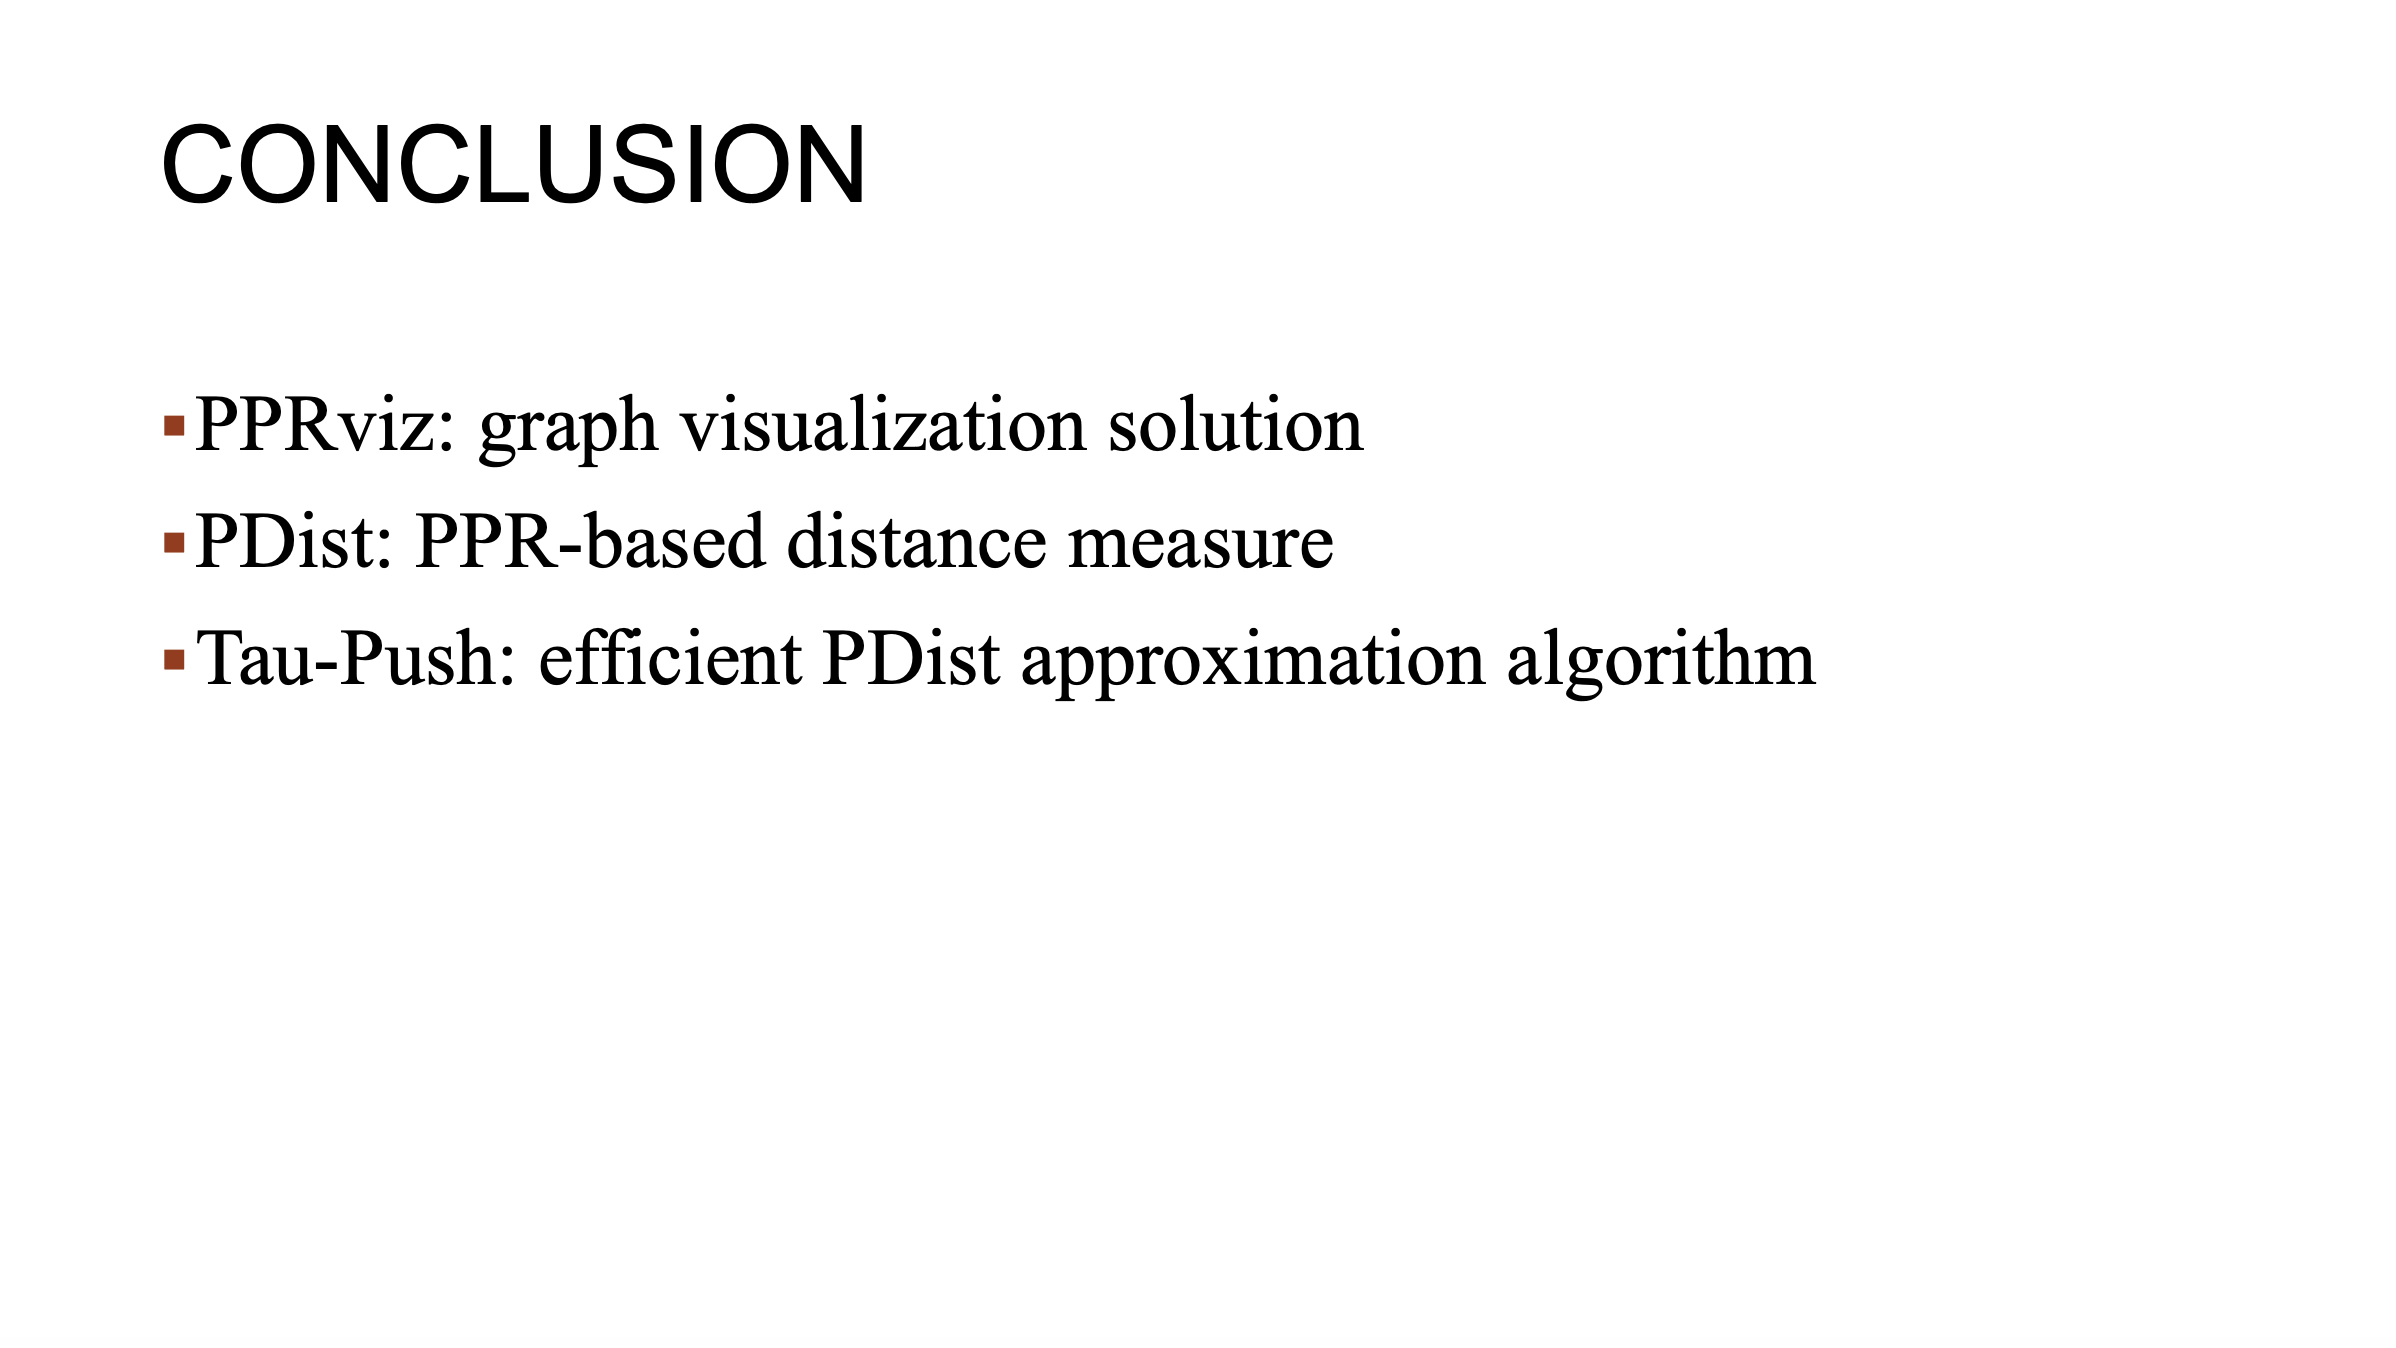 CONCLUSION
▪PPRviz: graph visualization solution
▪PDist: PPR-based distance measure
▪Tau-Push: efficient PDist approximation algorithm